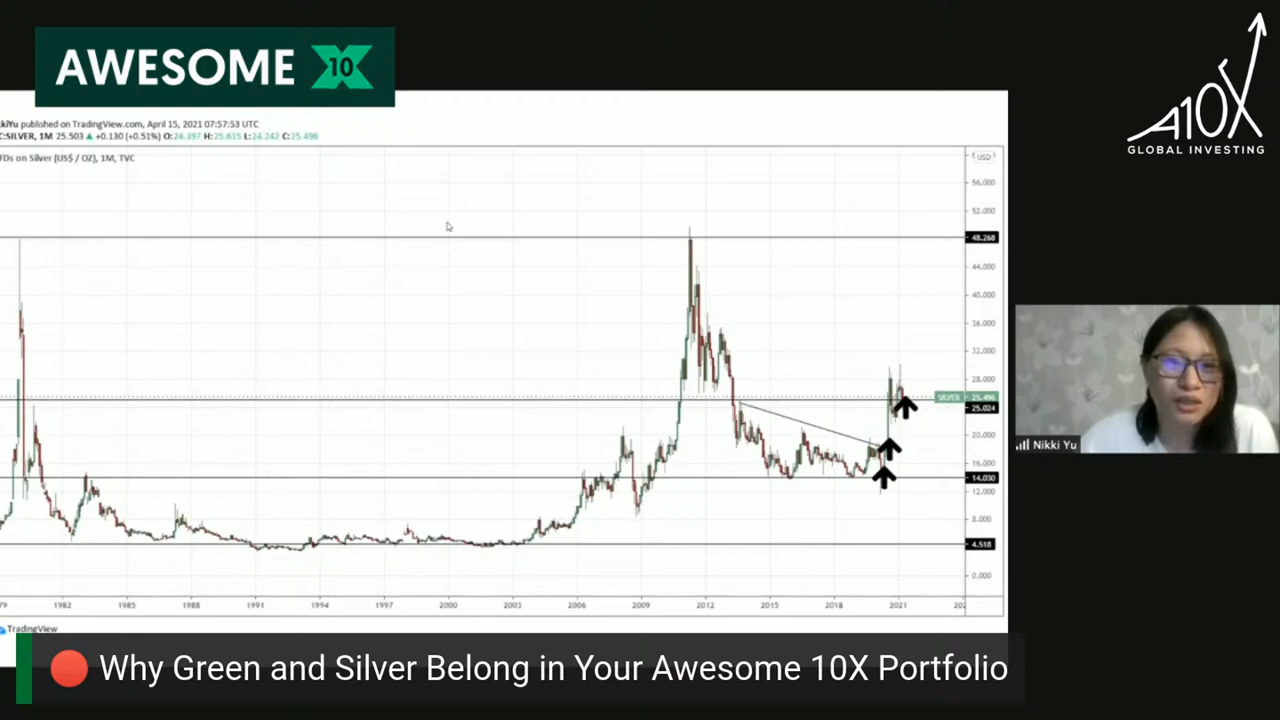 AWESOME 10
A10X
GLOBAL INVESTING
kkiYu published on TradingView.com, April 15, 2021 07:57:53 UTC
C:SILVER, 1M 25.503 ▲ +0.130 (+0.51%) O:24.397 H:25.615 L:24.242 C:25.496
FDs on Silver (US$ / OZ), 1M, TVC
USD
56.000
52.000
48.268
44.000
40.000
36.000
32.000
28.000
SILVER 25.496
25.024
20.000
16.000
14.030
12.000
8.000
4.518
0.000
79 1982 1985 1988 1991 1994 1997 2000 2003 2006 2009 2012 2015 2018 2021 202
TradingView
Nikki Yu
Why Green and Silver Belong in Your Awesome 10X Portfolio